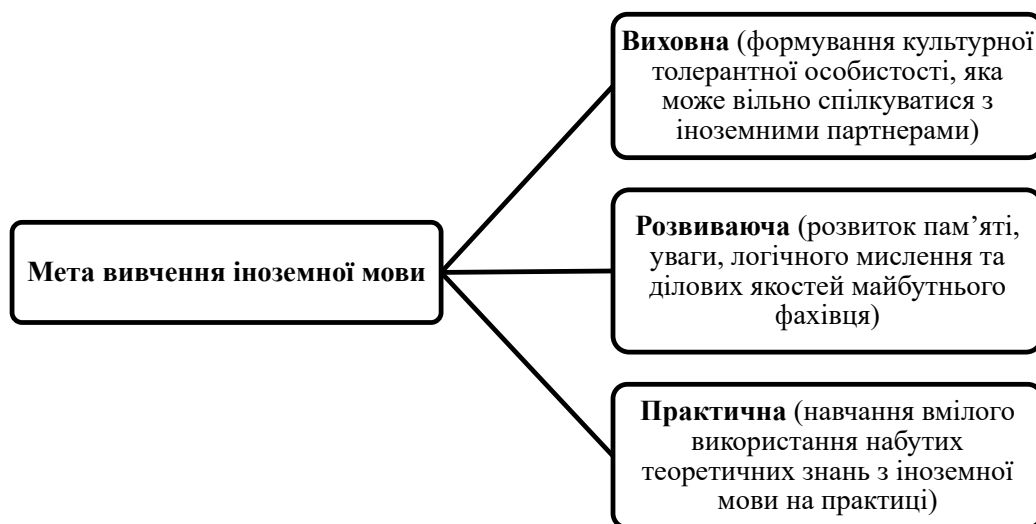 Виховна (формування культурної
толерантної особистості, яка
може вільно спілкуватися з
іноземними партнерами)
Мета вивчення іноземної мови
Розвиваюча (розвиток пам’яті,
уваги, логічного мислення та
ділових якостей майбутнього
фахівця)
Практична (навчання вмілого
використання набутих
теоретичних знань з іноземної
мови на практиці)